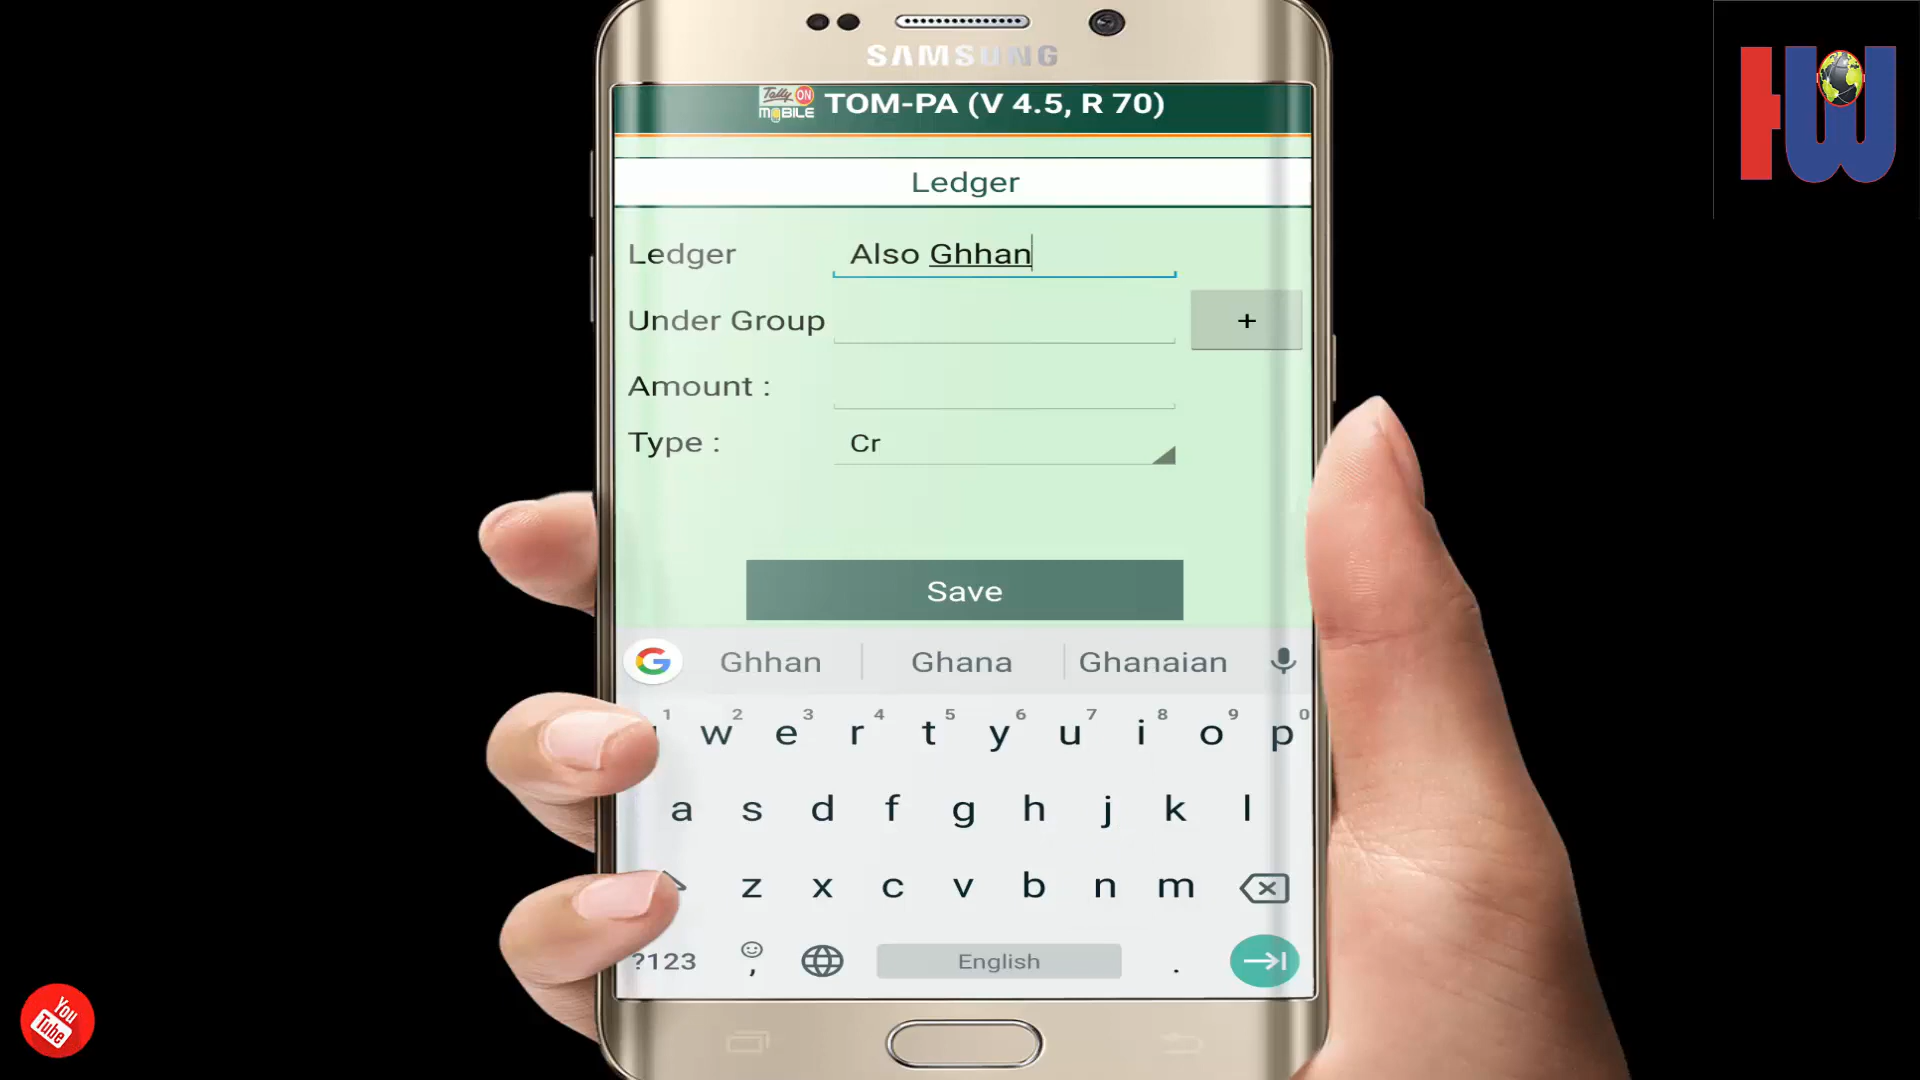 SAMSUNG
Tally ON MOBILE TOM-PA (V 4.5, R 70)
HW
Ledger
Ledger Also Ghhan
Under Group +
Amount :
Type : Cr
Save
G Ghhan Ghana Ghanaian
1 2 3 4 5 6 7 8 9 0
w e r t y u i o p
a s d f g h j k l
z x c v b n m
?123 , English .
You Tube